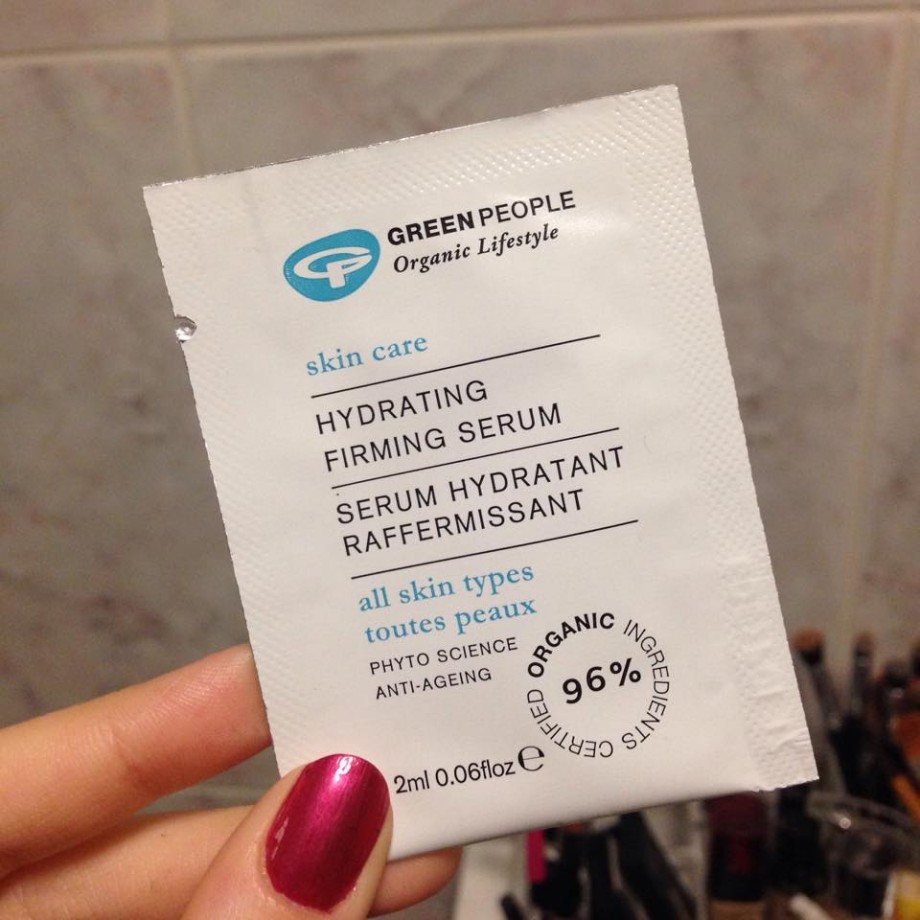 GREEN PEOPLE
Organic Lifestyle
skin care
HYDRATING
FIRMING SERUM
SERUM HYDRATANT
RAFFERMISSANT
all skin types
toutes peaux
PHYTO SCIENCE
ANTI-AGEING
ORGANIC INGREDIENTS CERTIFIED
96%
2ml 0.06floz ℮